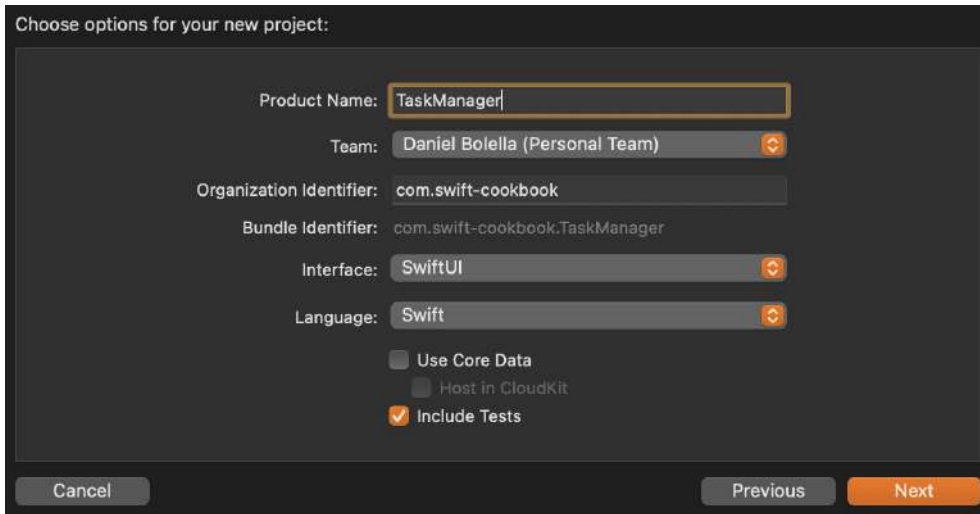 Choose options for your new project:
Product Name: TaskManager
Team: Daniel Bolella (Personal Team)
Organization Identifier: com.swift-cookbook
Bundle Identifier: com.swift-cookbook.TaskManager
Interface: SwiftUI
Language: Swift
Use Core Data
Host in CloudKit
Include Tests
Cancel Previous Next